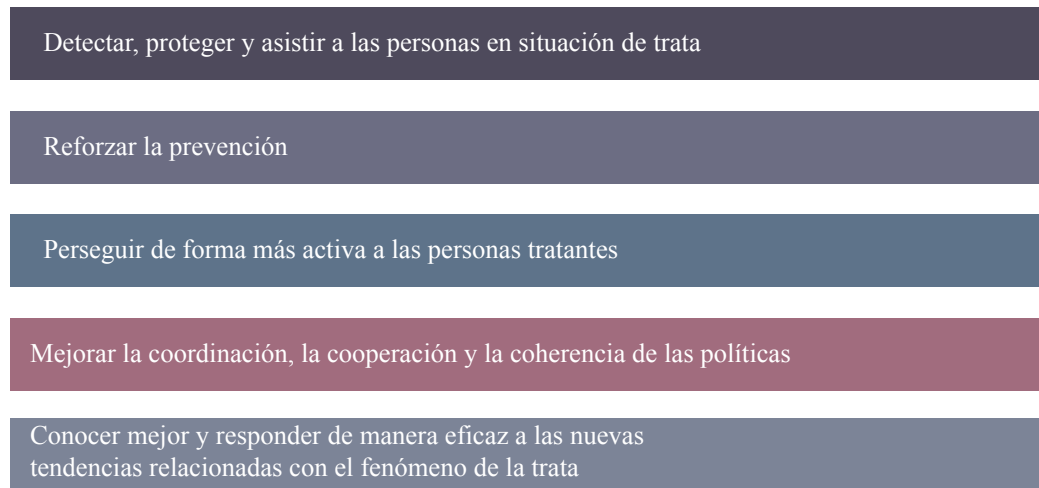 Detectar, proteger y asistir a las personas en situación de trata
Reforzar la prevención
Perseguir de forma más activa a las personas tratantes
Mejorar la coordinación, la cooperación y la coherencia de las políticas
Conocer mejor y responder de manera eficaz a las nuevas
tendencias relacionadas con el fenómeno de la trata